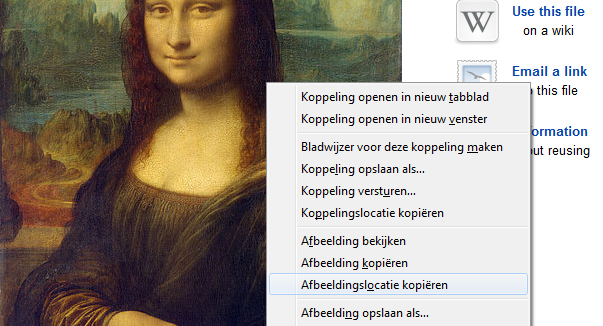 W
Use this file
on a wiki
Email a link
this file
formation
out reusing
Koppeling openen in nieuw tabblad
Koppeling openen in nieuw venster
Bladwijzer voor deze koppeling maken
Koppeling opslaan als...
Koppeling versturen...
Koppelingslocatie kopiëren
Afbeelding bekijken
Afbeelding kopiëren
Afbeeldingslocatie kopiëren
Afbeelding opslaan als...